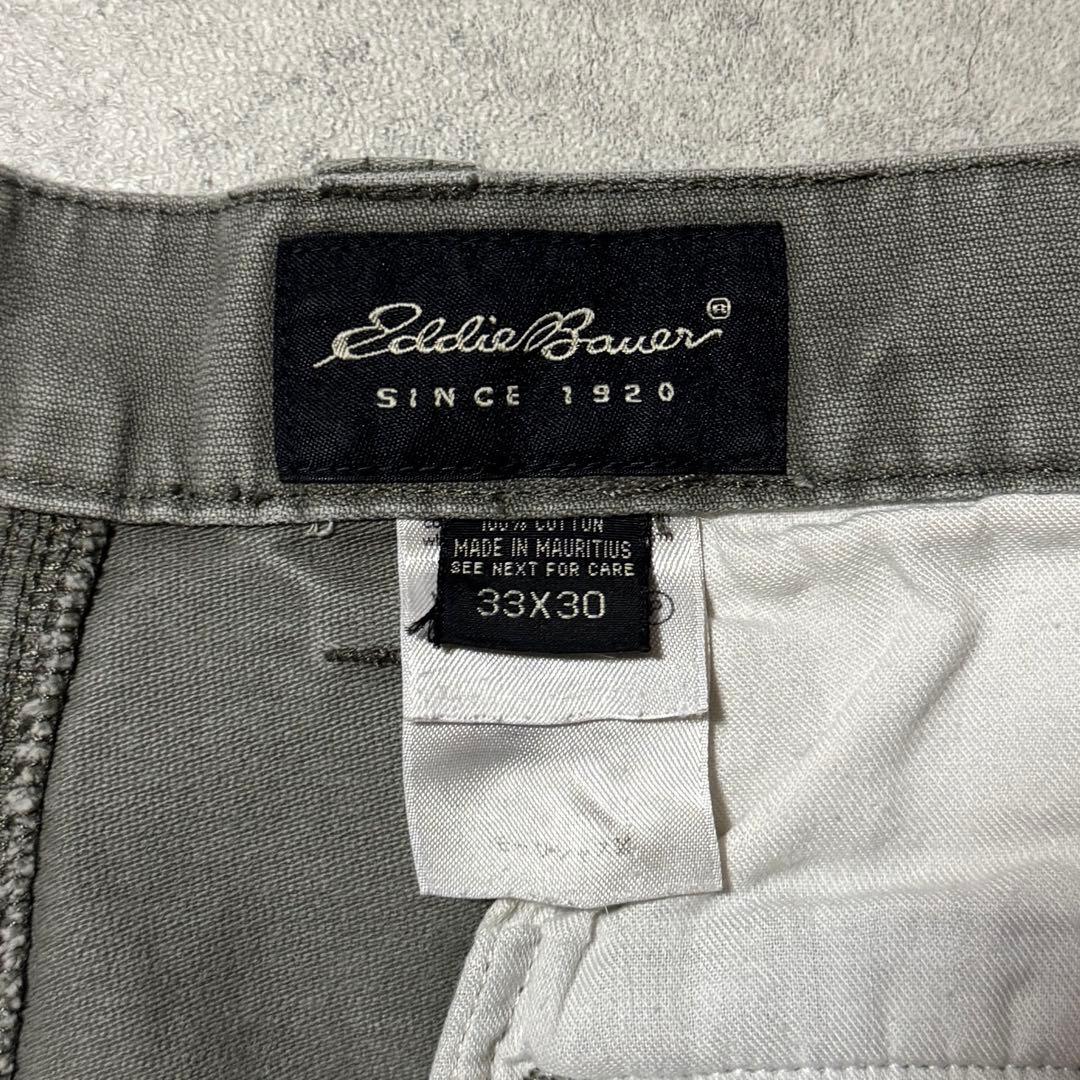 Eddie Bauer®
SINCE 1920
100% COTTON
MADE IN MAURITIUS
SEE NEXT FOR CARE
33X30